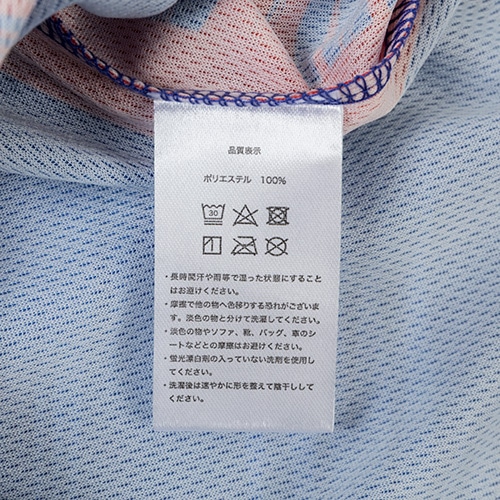 品質表示
ポリエステル 100%
30
・長時間汗や雨等で湿った状態にすること
はお避けください。
・摩擦で他の物へ色移りする恐れがございま
す。淡色の物と分けて洗濯してください。
・淡色の物やソファ、靴、バッグ、車のシ
ートなどとの摩擦はお避けください。
・蛍光漂白剤の入っていない洗剤を使用し
てください。
・洗濯後は速やかに形を整えて陰干しして
ください。